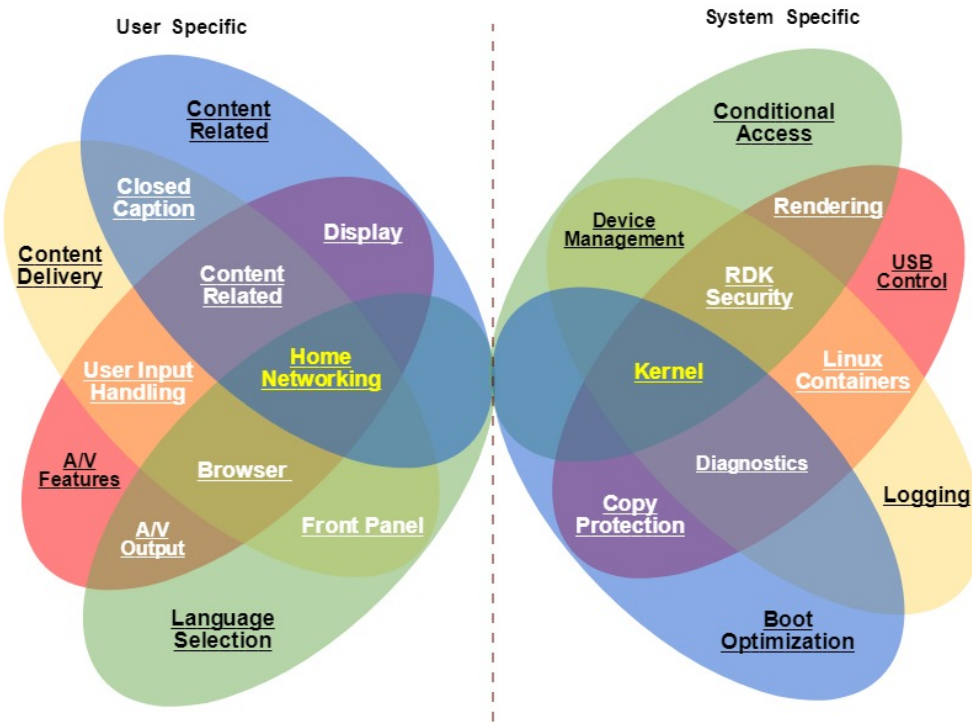 User Specific
System Specific
Content
Related
Closed
Caption
Display
Content
Delivery
Content
Related
User Input
Handling
Home
Networking
A/V
Features
Browser
A/V
Output
Front Panel
Language
Selection
Conditional
Access
Rendering
Device
Management
USB
Control
RDK
Security
Kernel
Linux
Containers
Diagnostics
Logging
Copy
Protection
Boot
Optimization